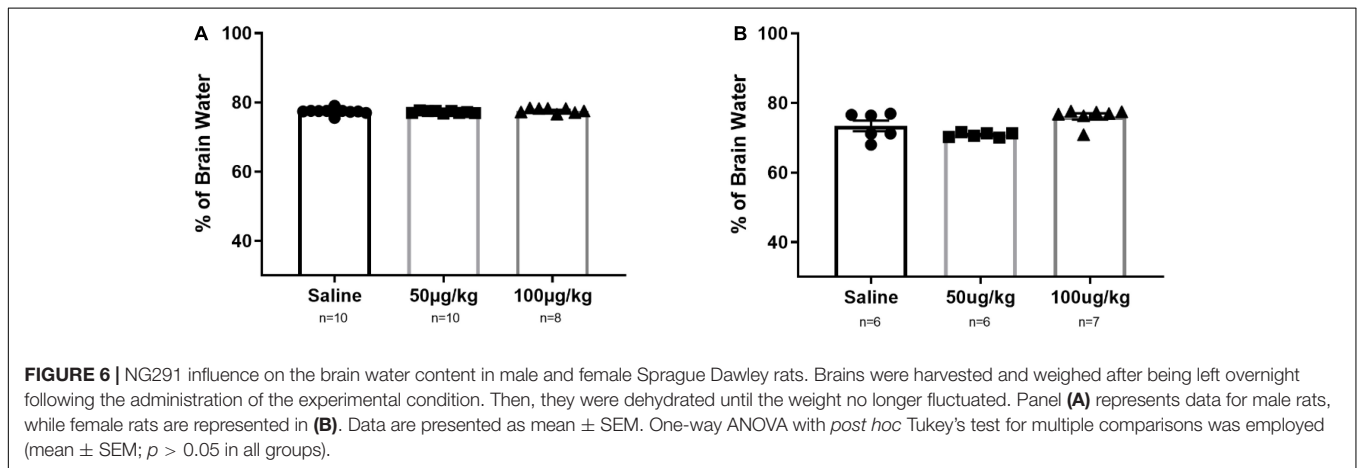 A
100
80
60
40
% of Brain Water
Saline 50µg/kg 100µg/kg
n=10 n=10 n=8
B
100
80
60
40
% of Brain Water
Saline 50ug/kg 100ug/kg
n=6 n=6 n=7
FIGURE 6 | NG291 influence on the brain water content in male and female Sprague Dawley rats. Brains were harvested and weighed after being left overnight
following the administration of the experimental condition. Then, they were dehydrated until the weight no longer fluctuated. Panel (A) represents data for male rats,
while female rats are represented in (B). Data are presented as mean ± SEM. One-way ANOVA with post hoc Tukey's test for multiple comparisons was employed
(mean ± SEM; p > 0.05 in all groups).